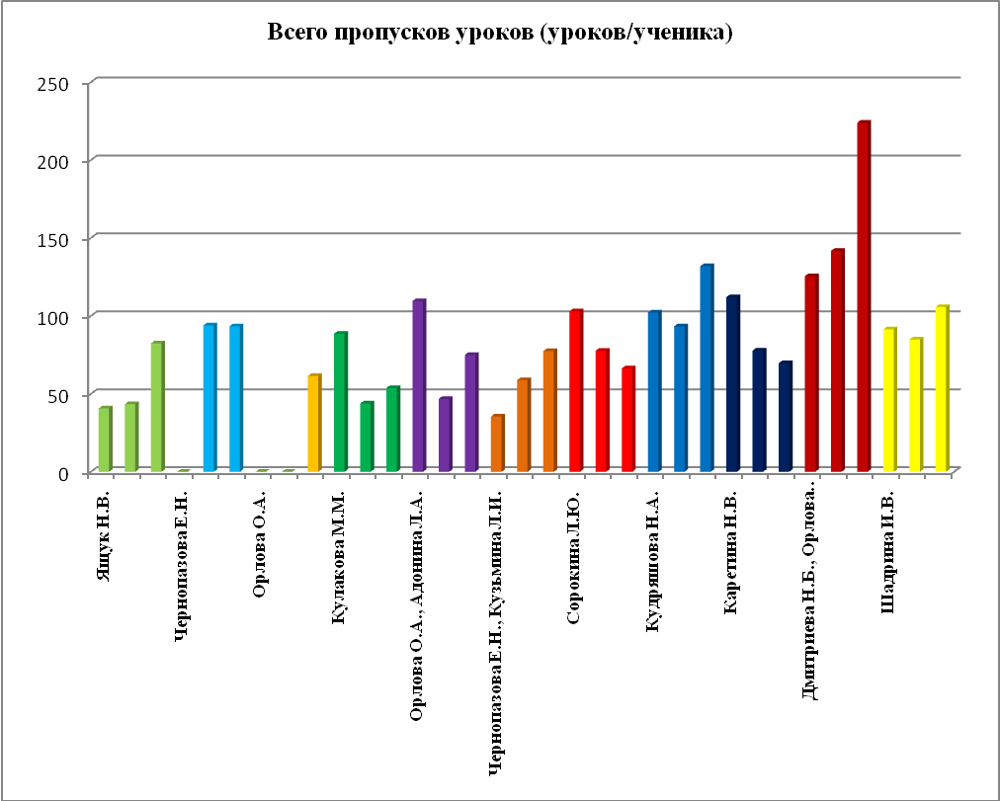 Всего пропусков уроков (уроков/ученика)
250
200
150
100
50
0
Ящук Н.В.
Чернопазова Е.Н.
Орлова О.А.
Кулакова М.М.
Орлова О.А., Адонина Л.А.
Чернопазова Е.Н., Кузьмина Л.И.
Сорокина Л.Ю.
Кудряшова Н.А.
Каретина Н.В.
Дмитриева Н.Б., Орлова..
Шадрина И.В.